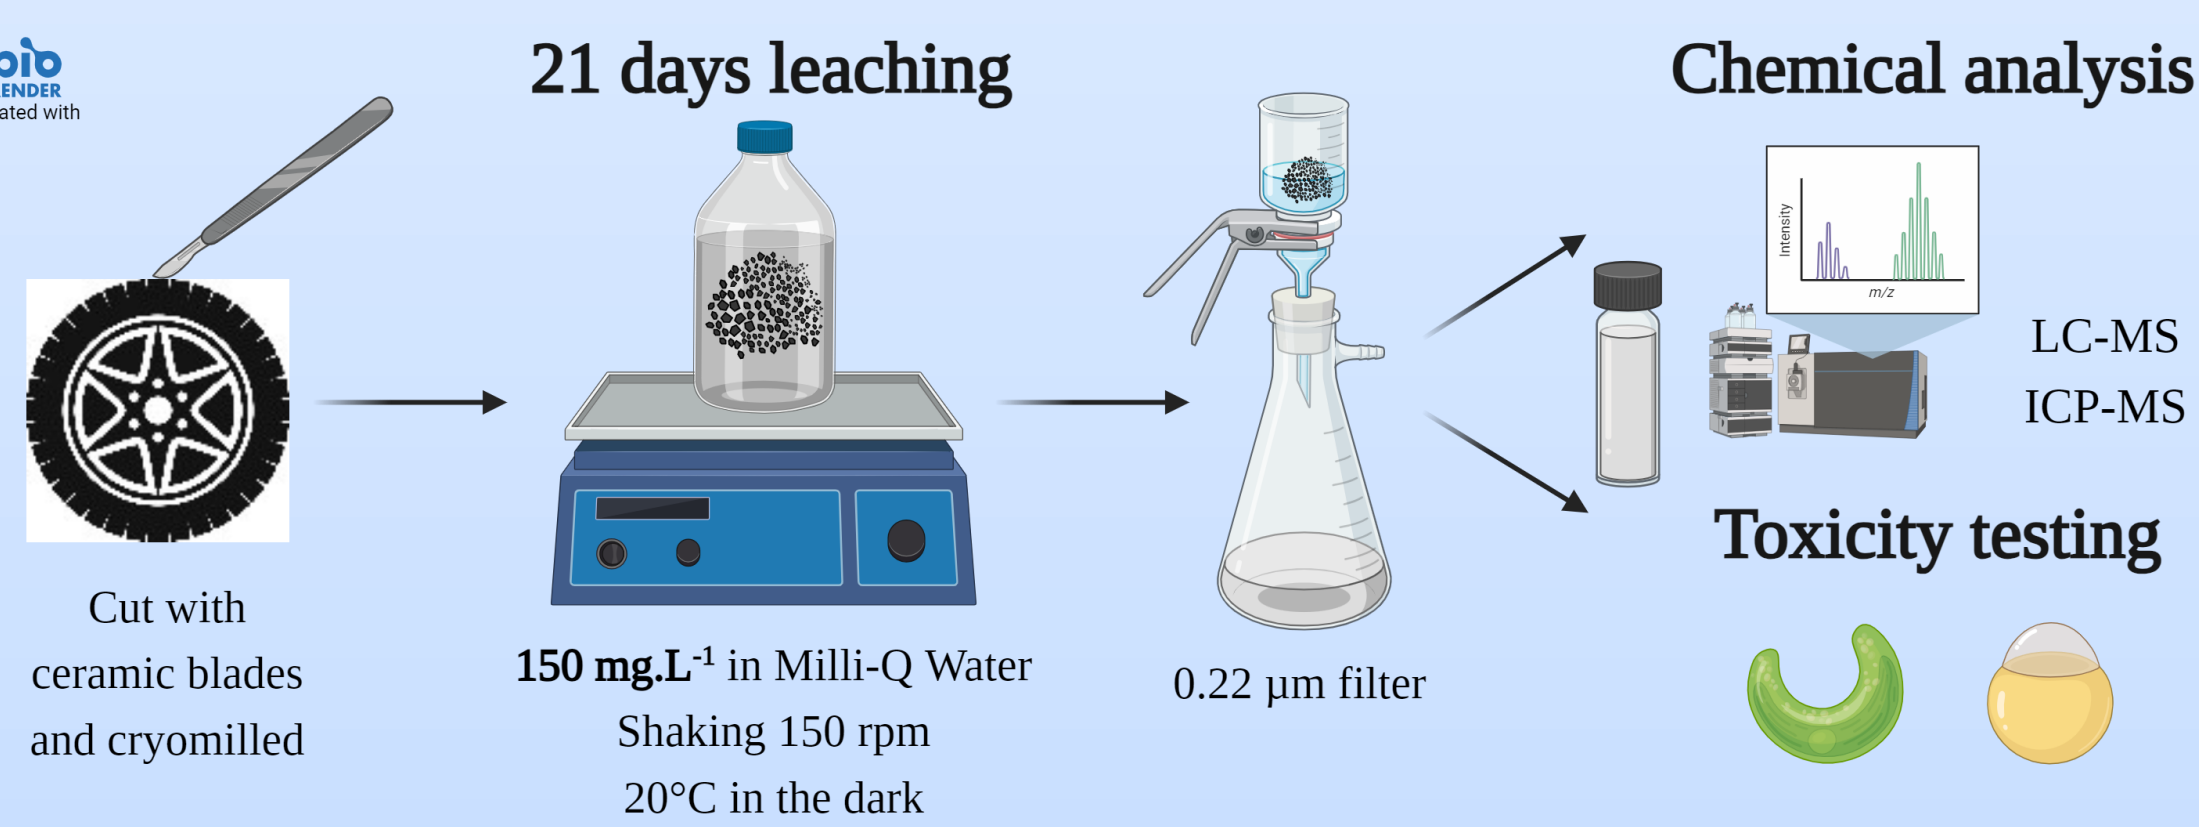 bio
ENDER
ated with
21 days leaching
Chemical analysis
Intensity
m/z
LC-MS
ICP-MS
Toxicity testing
Cut with
ceramic blades
and cryomilled
150 mg.L⁻¹ in Milli-Q Water
Shaking 150 rpm
20°C in the dark
0.22 µm filter